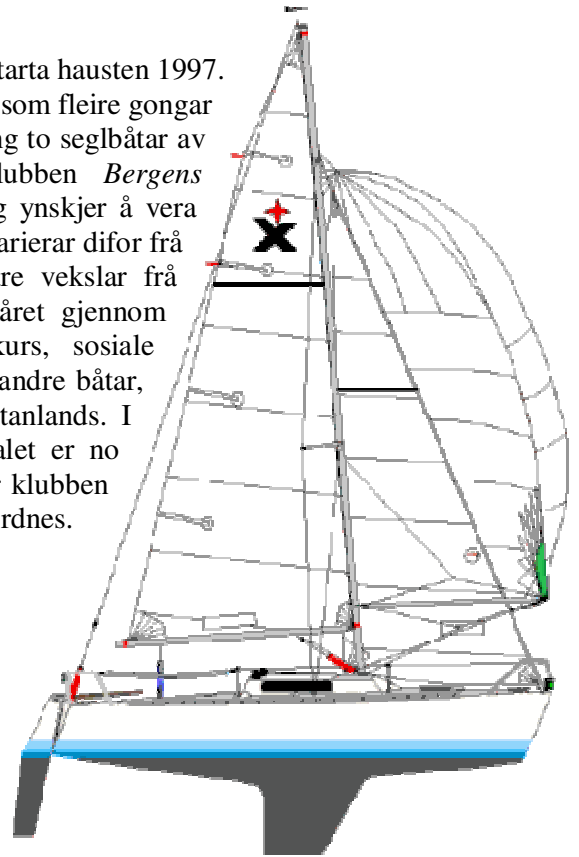 tarta hausten 1997.
som fleire gongar
ng to seglbåtar av
lubben Bergens
g ynskjer å vera
arierar difor frå
re vekslar frå
året gjennom
kurs, sosiale
andre båtar,
tanlands. I
alet er no
r klubben
rdnes.
X